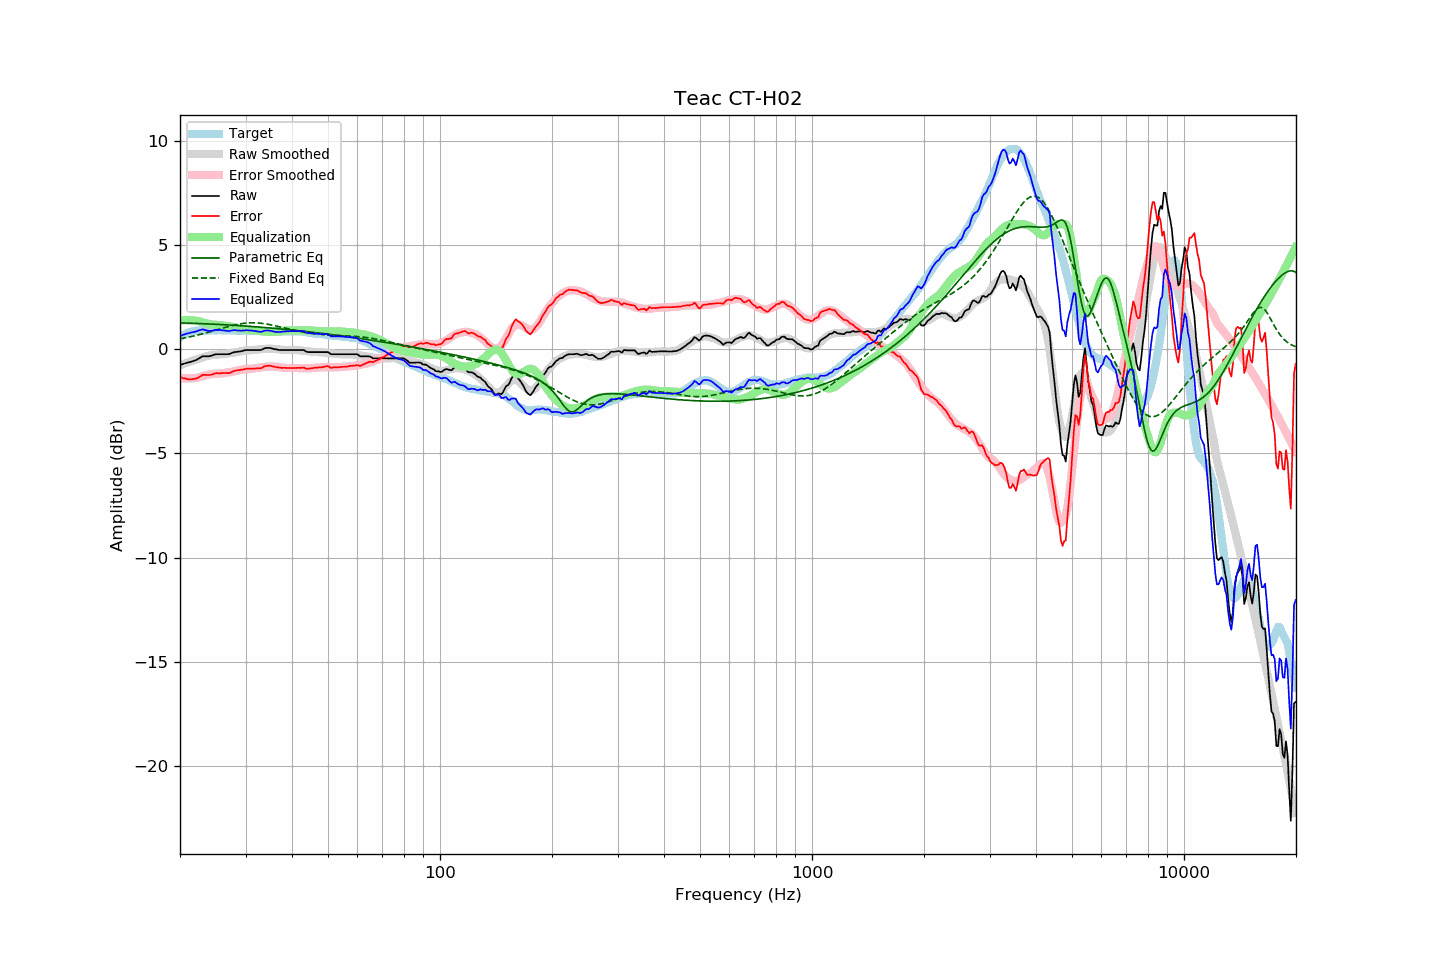 Teac CT-H02
Target
Raw Smoothed
Error Smoothed
Raw
Error
Equalization
Parametric Eq
Fixed Band Eq
Equalized
10
5
0
−5
−10
−15
−20
Amplitude (dBr)
100
1000
10000
Frequency (Hz)